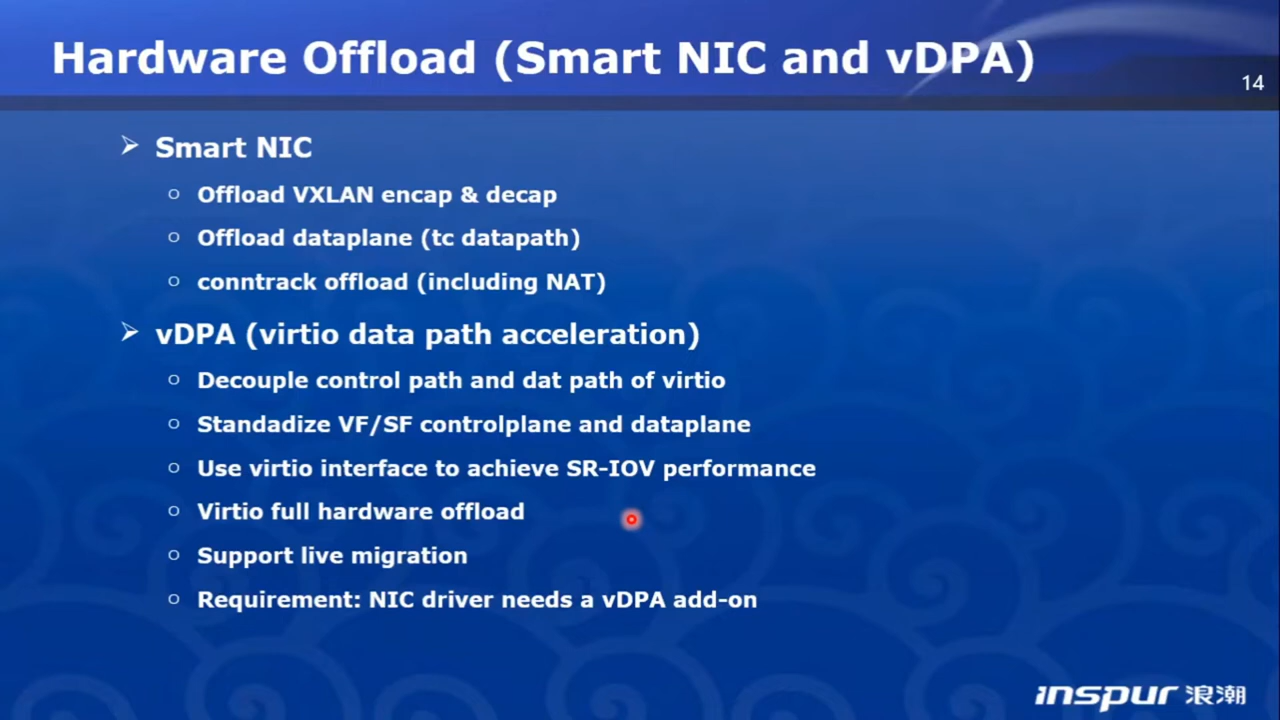 Hardware Offload (Smart NIC and vDPA)
14
Smart NIC
Offload VXLAN encap & decap
Offload dataplane (tc datapath)
conntrack offload (including NAT)
vDPA (virtio data path acceleration)
Decouple control path and dat path of virtio
Standadize VF/SF controlplane and dataplane
Use virtio interface to achieve SR-IOV performance
Virtio full hardware offload
Support live migration
Requirement: NIC driver needs a vDPA add-on
inspur 浪潮